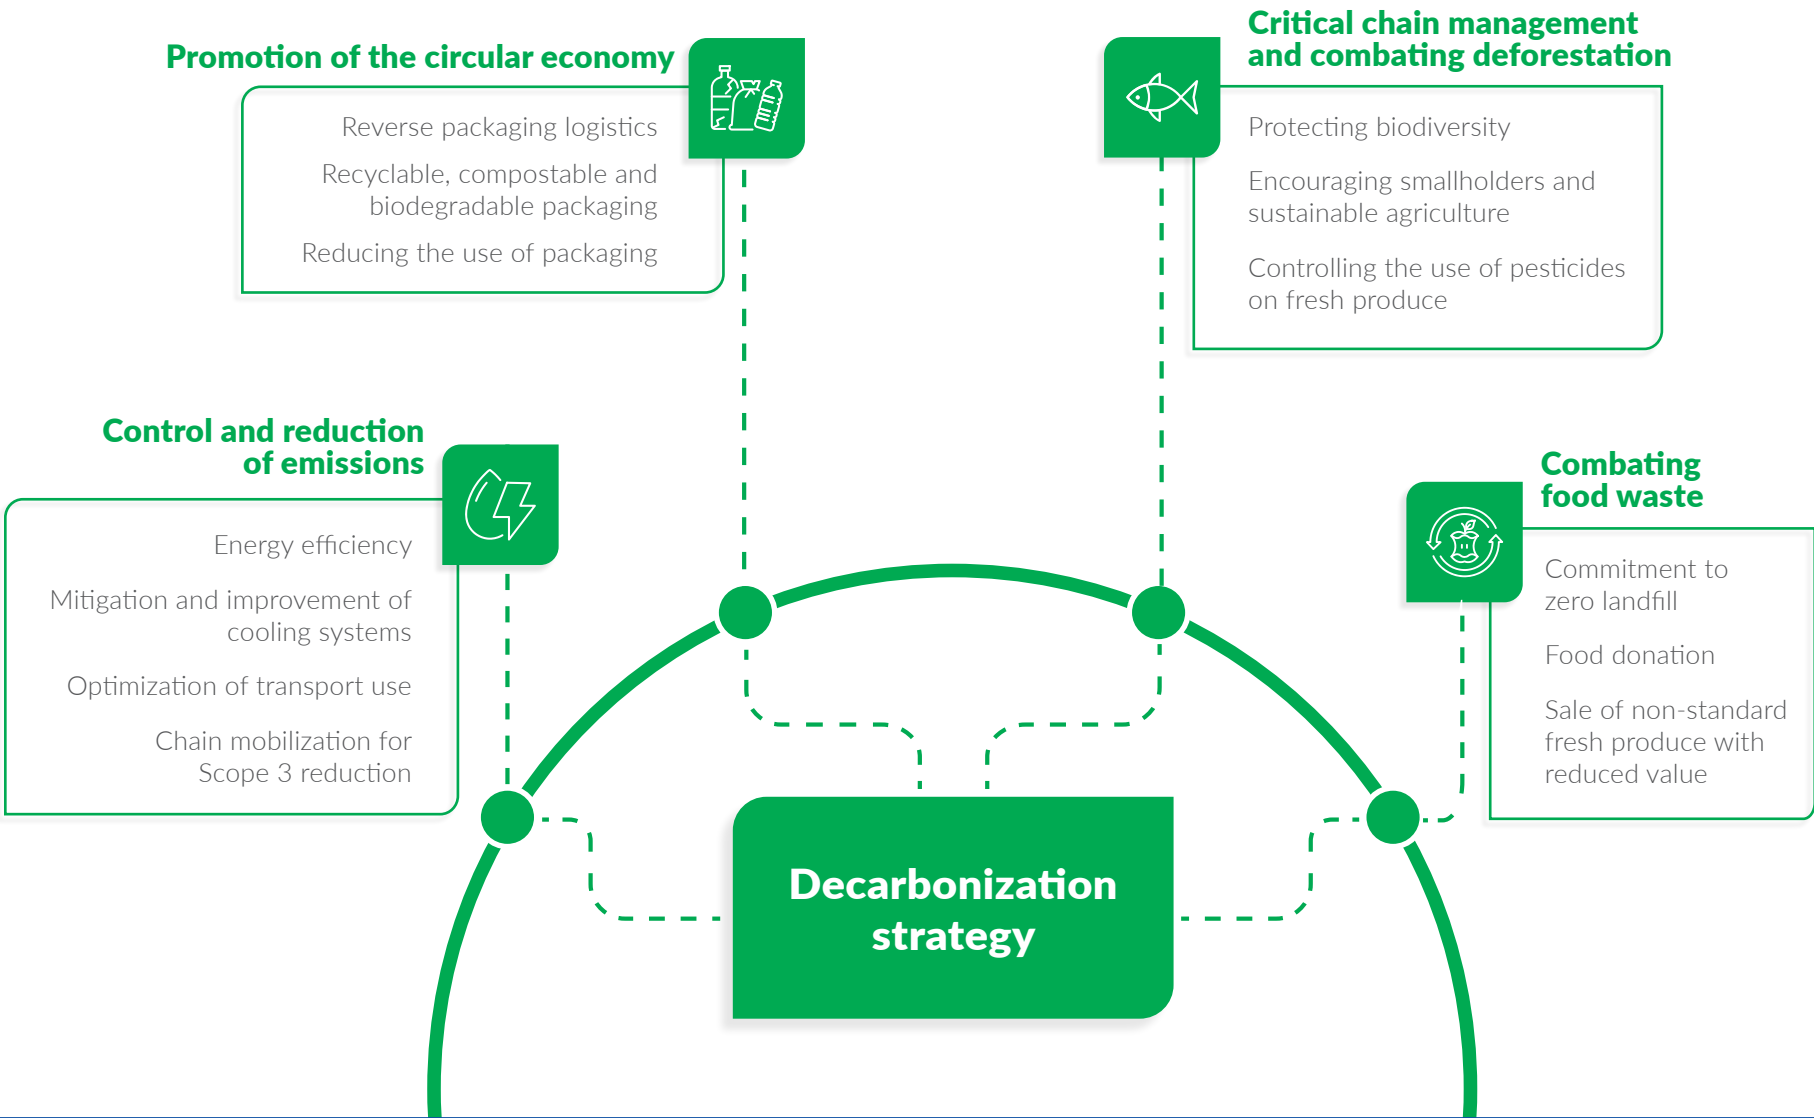 Promotion of the circular economy
Reverse packaging logistics
Recyclable, compostable and
biodegradable packaging
Reducing the use of packaging
Critical chain management
and combating deforestation
Protecting biodiversity
Encouraging smallholders and
sustainable agriculture
Controlling the use of pesticides
on fresh produce
Control and reduction
of emissions
Energy efficiency
Mitigation and improvement of
cooling systems
Optimization of transport use
Chain mobilization for
Scope 3 reduction
Combating
food waste
Commitment to
zero landfill
Food donation
Sale of non-standard
fresh produce with
reduced value
Decarbonization
strategy